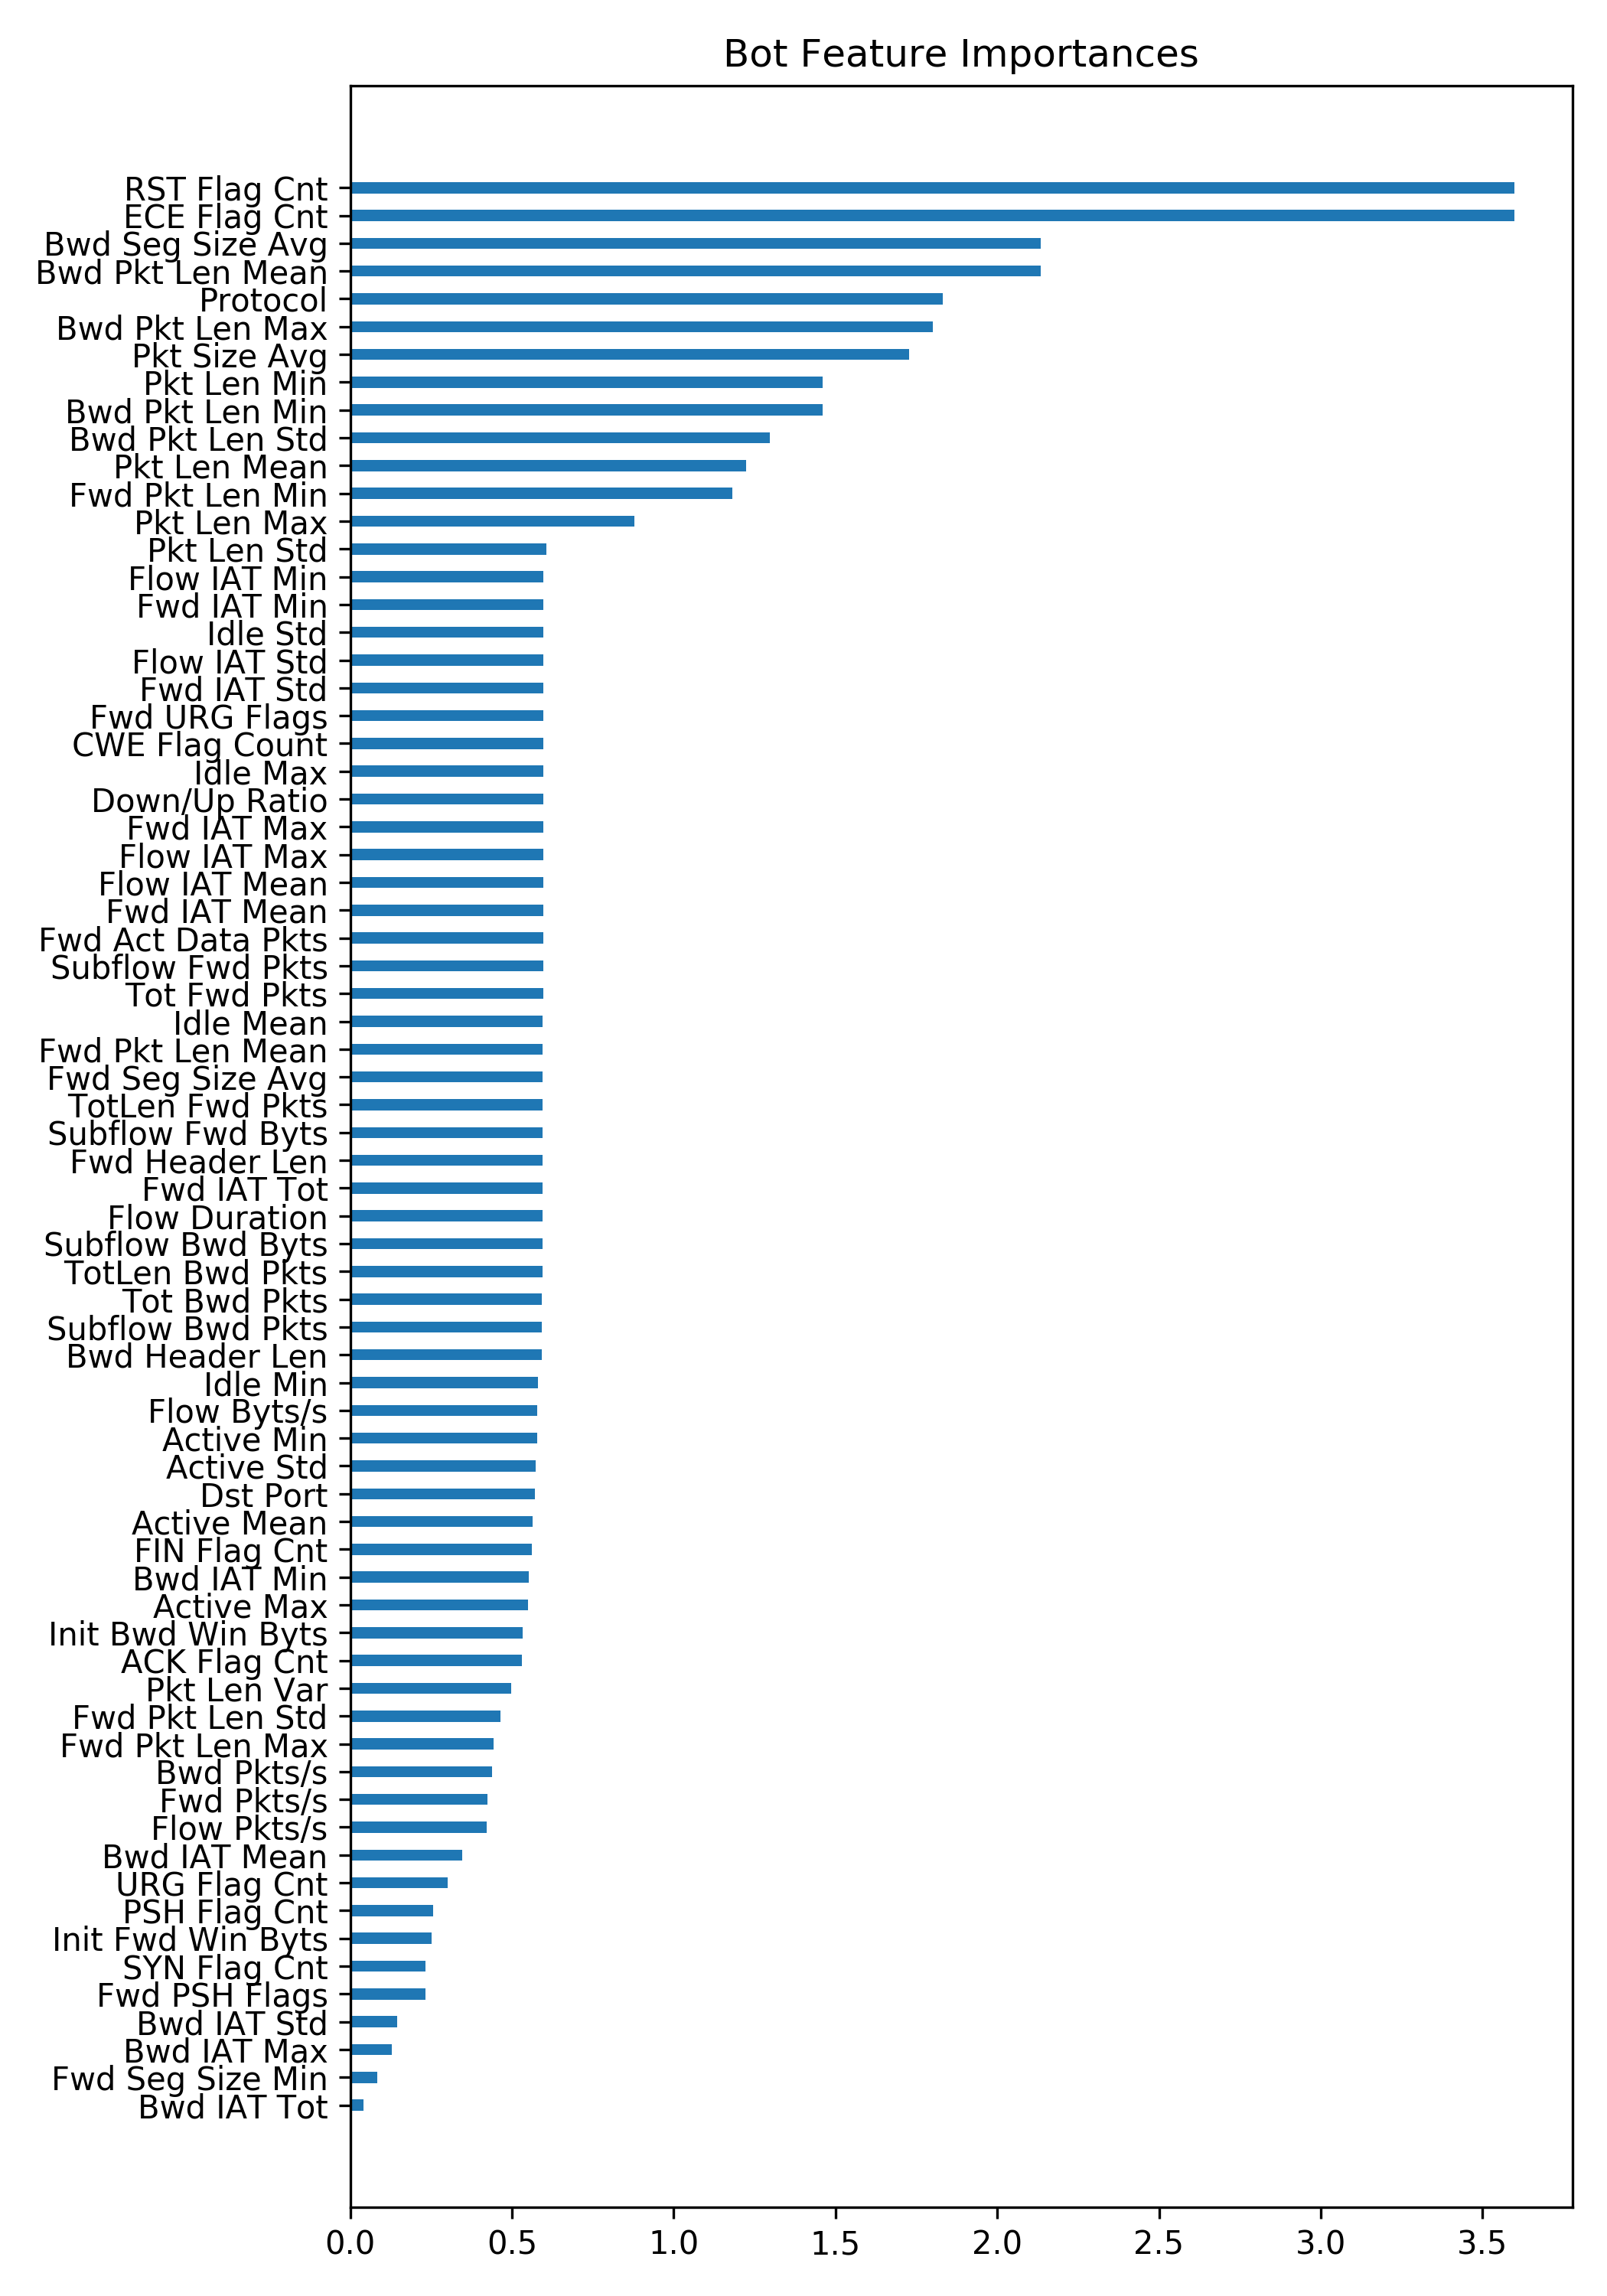 Bot Feature Importances
RST Flag Cnt
ECE Flag Cnt
Bwd Seg Size Avg
Bwd Pkt Len Mean
Protocol
Bwd Pkt Len Max
Pkt Size Avg
Pkt Len Min
Bwd Pkt Len Min
Bwd Pkt Len Std
Pkt Len Mean
Fwd Pkt Len Min
Pkt Len Max
Pkt Len Std
Flow IAT Min
Fwd IAT Min
Idle Std
Flow IAT Std
Fwd IAT Std
Fwd URG Flags
CWE Flag Count
Idle Max
Down/Up Ratio
Fwd IAT Max
Flow IAT Max
Flow IAT Mean
Fwd IAT Mean
Fwd Act Data Pkts
Subflow Fwd Pkts
Tot Fwd Pkts
Idle Mean
Fwd Pkt Len Mean
Fwd Seg Size Avg
TotLen Fwd Pkts
Subflow Fwd Byts
Fwd Header Len
Fwd IAT Tot
Flow Duration
Subflow Bwd Byts
TotLen Bwd Pkts
Tot Bwd Pkts
Subflow Bwd Pkts
Bwd Header Len
Idle Min
Flow Byts/s
Active Min
Active Std
Dst Port
Active Mean
FIN Flag Cnt
Bwd IAT Min
Active Max
Init Bwd Win Byts
ACK Flag Cnt
Pkt Len Var
Fwd Pkt Len Std
Fwd Pkt Len Max
Bwd Pkts/s
Fwd Pkts/s
Flow Pkts/s
Bwd IAT Mean
URG Flag Cnt
PSH Flag Cnt
Init Fwd Win Byts
SYN Flag Cnt
Fwd PSH Flags
Bwd IAT Std
Bwd IAT Max
Fwd Seg Size Min
Bwd IAT Tot
0.0 0.5 1.0 1.5 2.0 2.5 3.0 3.5